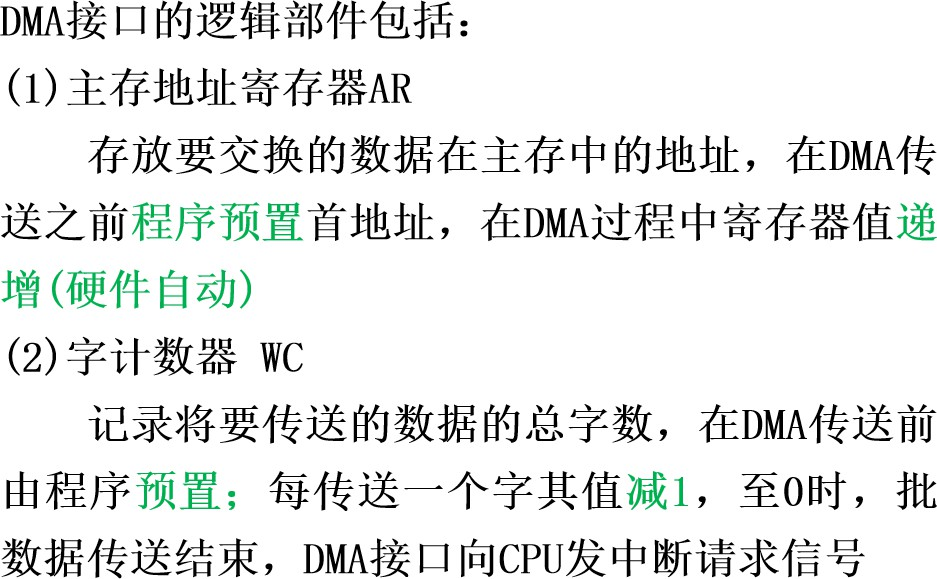 DMA接口的逻辑部件包括：
(1)主存地址寄存器AR
存放要交换的数据在主存中的地址，在DMA传
送之前程序预置首地址，在DMA过程中寄存器值递
增(硬件自动)
(2)字计数器 WC
记录将要传送的数据的总字数，在DMA传送前
由程序预置；每传送一个字其值减1，至0时，批
数据传送结束，DMA接口向CPU发中断请求信号